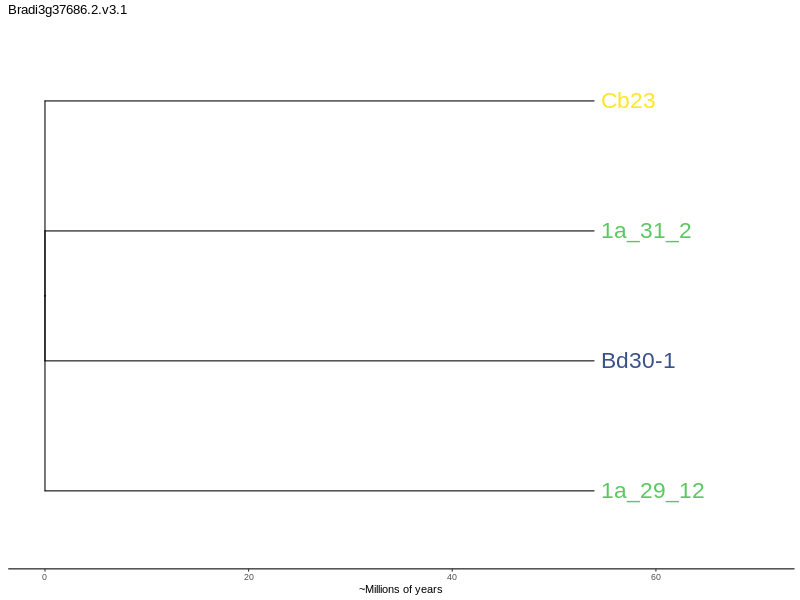 Bradi3g37686.2.v3.1
Cb23
1a_31_2
Bd30-1
1a_29_12
0 20 40 60
~Millions of years